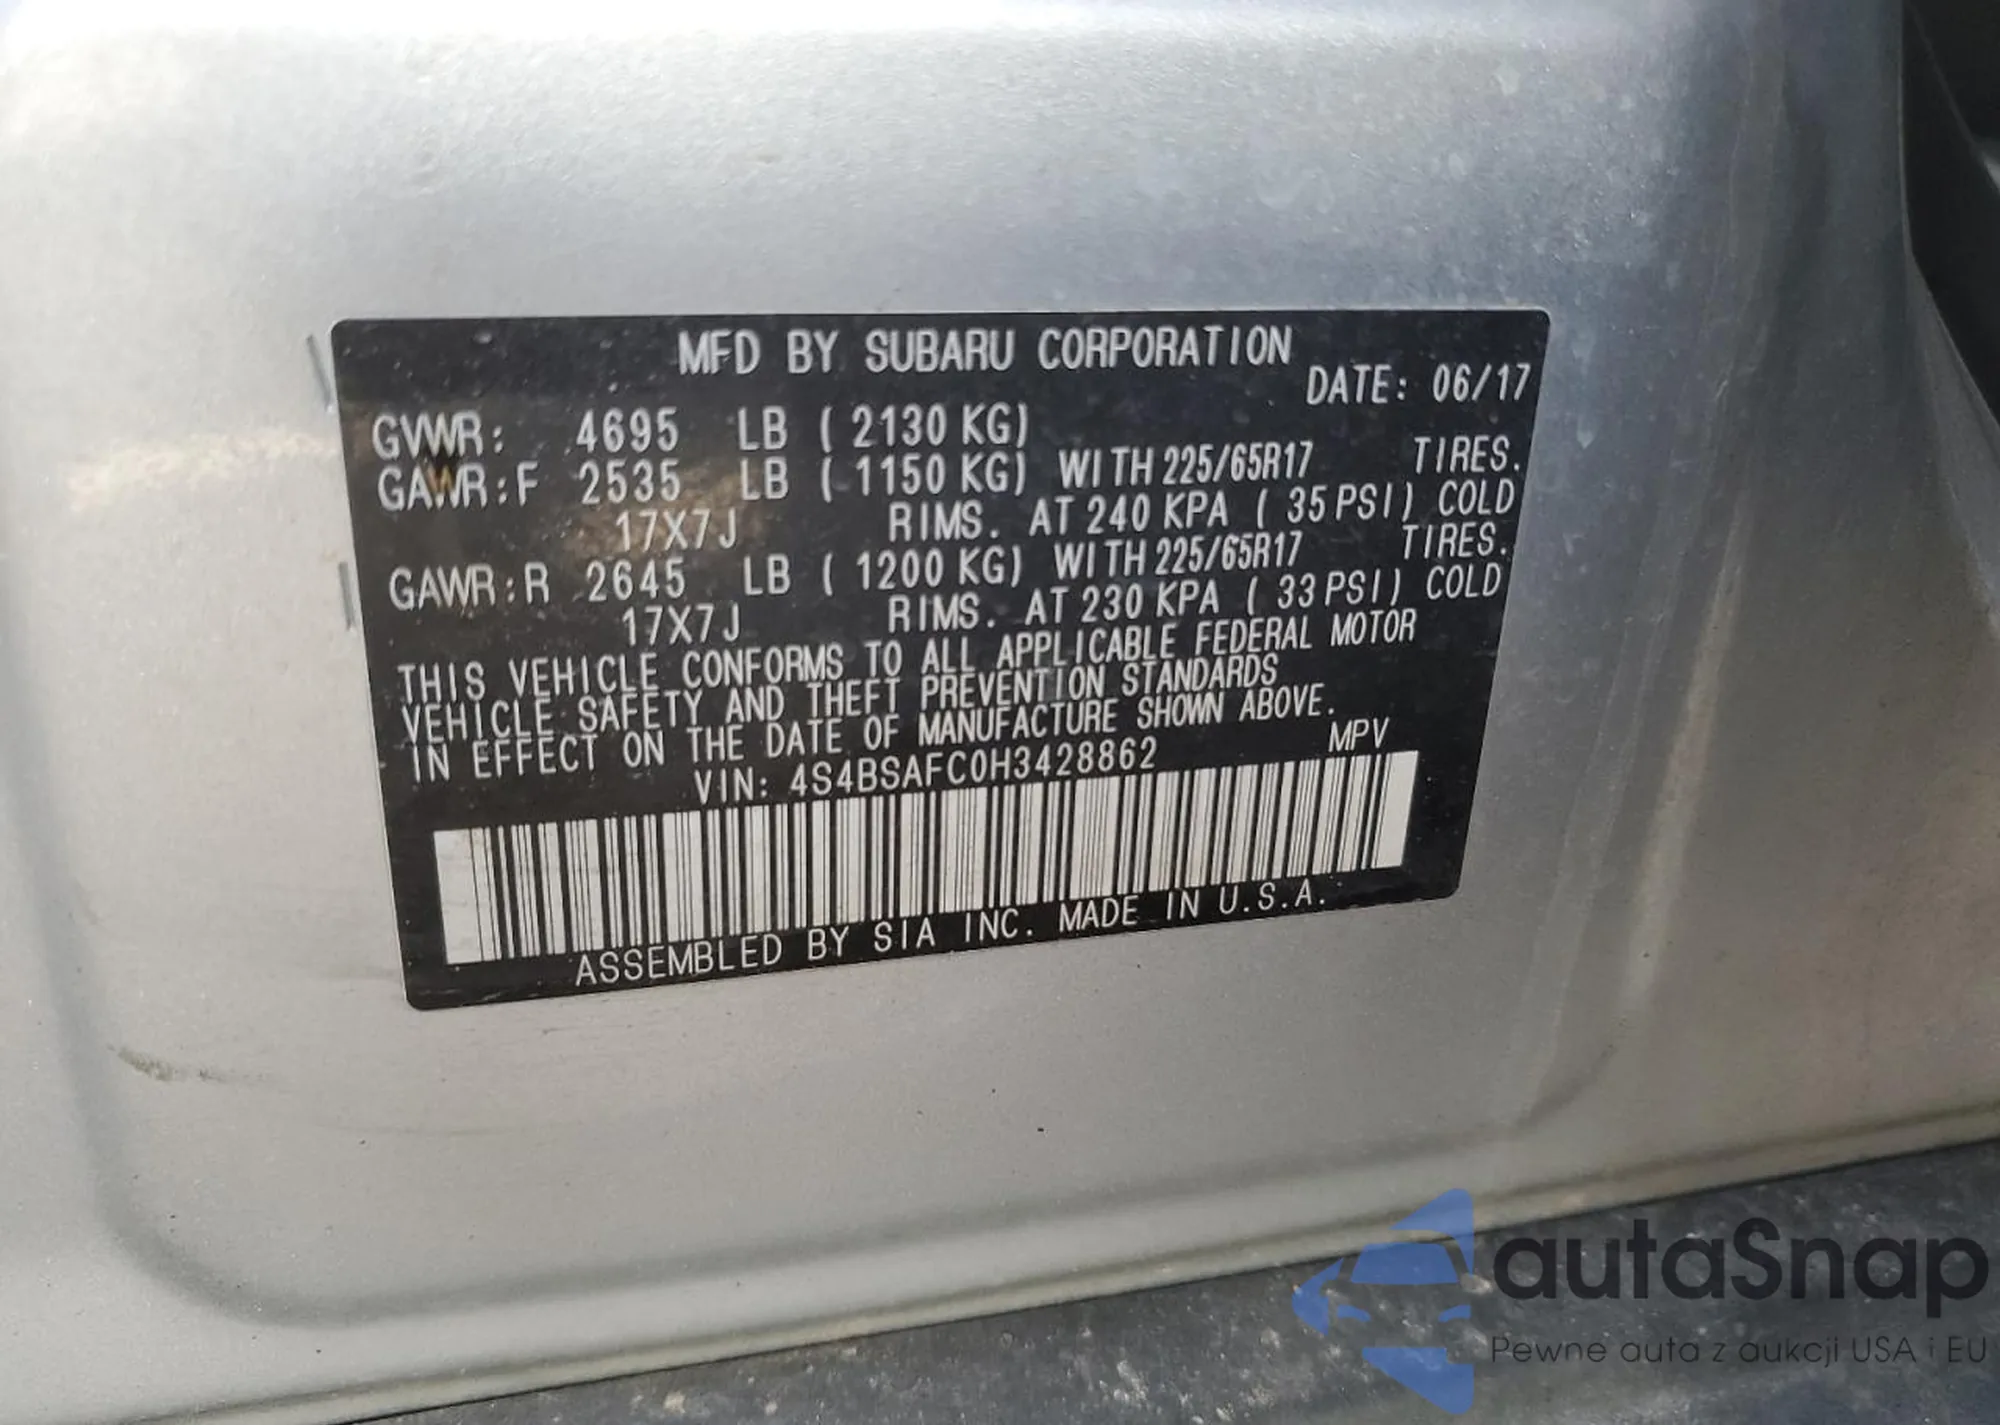 MFD BY SUBARU CORPORATION
DATE: 06/17
GVWR: 4695 LB ( 2130 KG)
GAWR:F 2535 LB ( 1150 KG) WITH 225/65R17 TIRES.
17X7J RIMS. AT 240 KPA ( 35 PSI) COLD
GAWR:R 2645 LB ( 1200 KG) WITH 225/65R17 TIRES.
17X7J RIMS. AT 230 KPA ( 33 PSI) COLD
THIS VEHICLE CONFORMS TO ALL APPLICABLE FEDERAL MOTOR
VEHICLE SAFETY AND THEFT PREVENTION STANDARDS
IN EFFECT ON THE DATE OF MANUFACTURE SHOWN ABOVE.
VIN: 4S4BSAFC0H3428862 MPV
ASSEMBLED BY SIA INC. MADE IN U.S.A.
autaSnap
Pewne auta z aukcji USA i EU